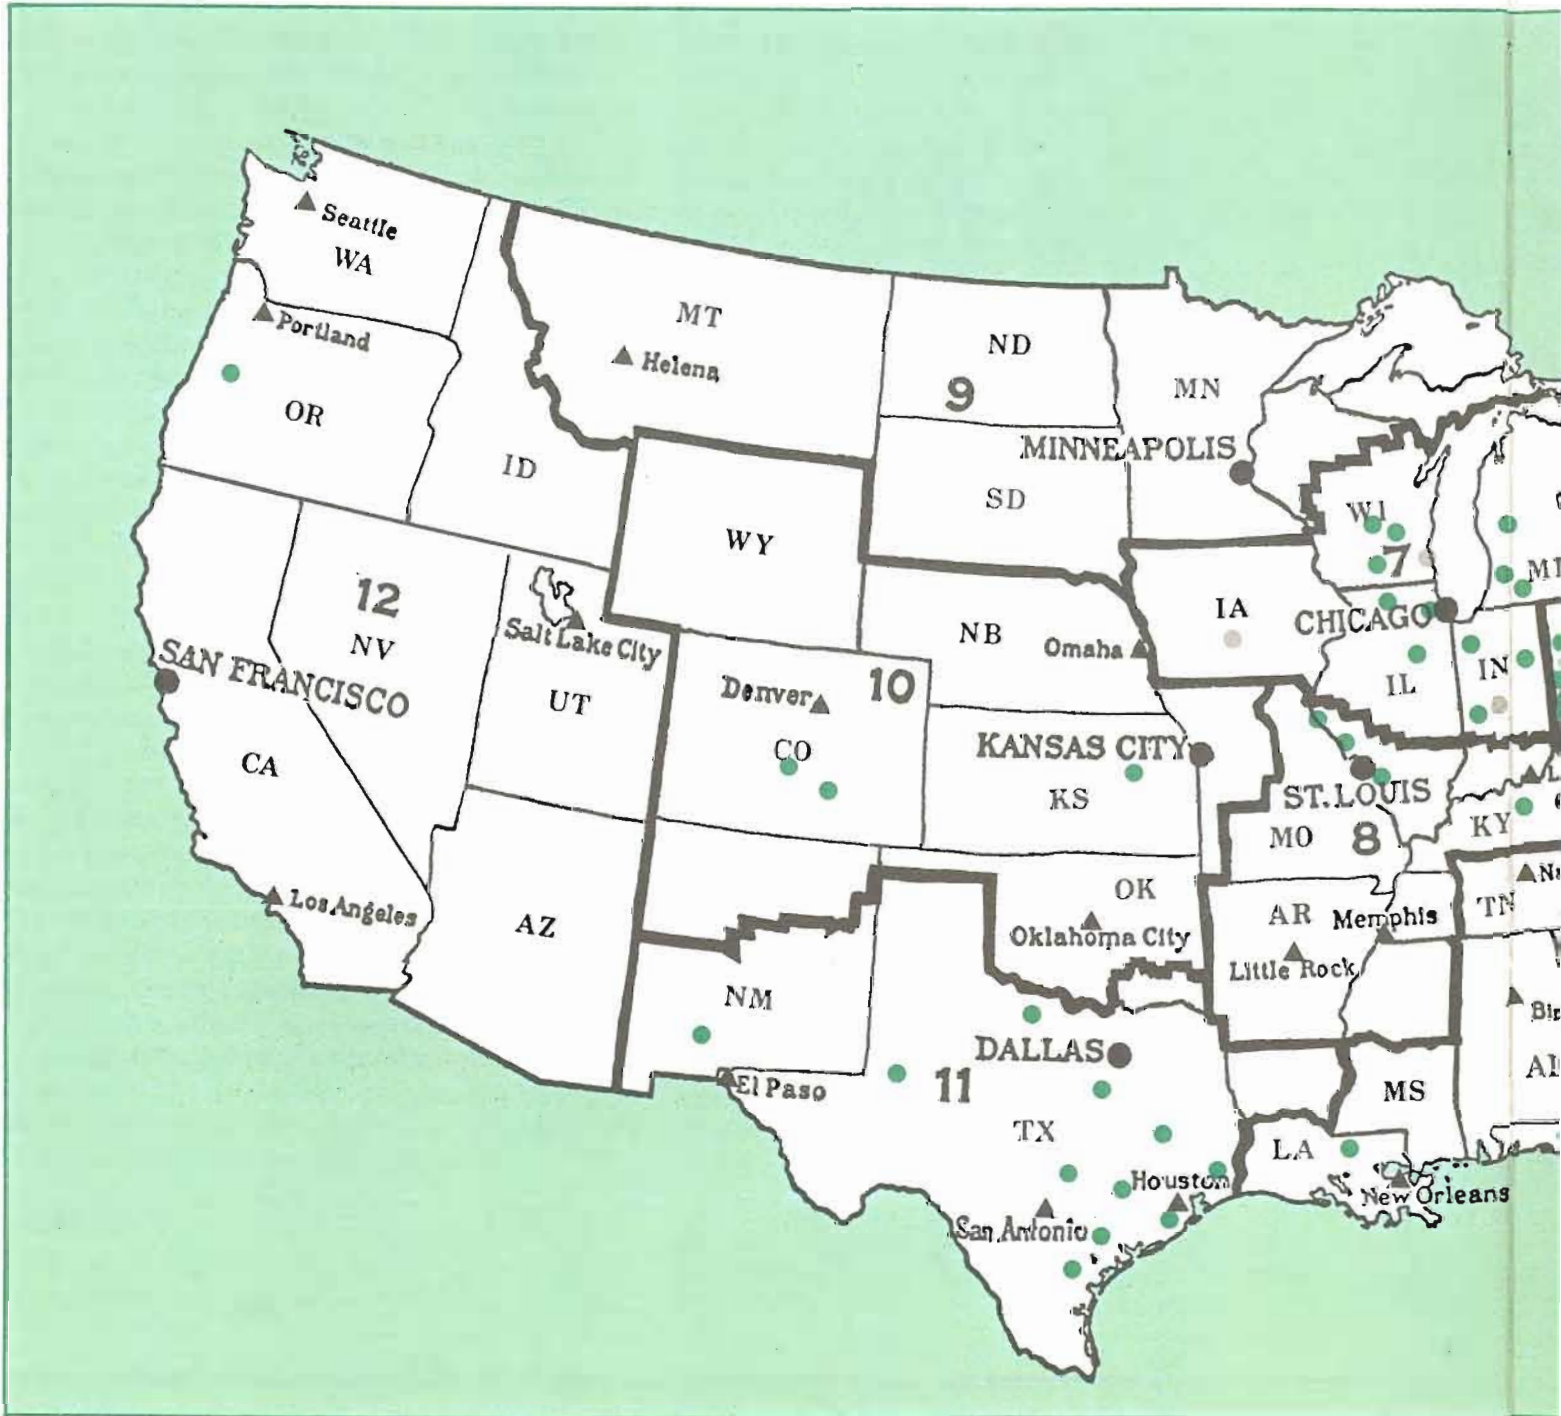 Seattle
WA
Portland
OR
MT
Helena
ND
9
MN
MINNEAPOLIS
ID
SD
WI
7
MI
WY
12
NV
Salt Lake City
NB
Omaha
IA
CHICAGO
SAN FRANCISCO
UT
Denver
10
IL
IN
CO
KANSAS CITY
CA
KS
ST. LOUIS
MO
8
KY
Los Angeles
AZ
OK
Oklahoma City
AR
Memphis
TN
Little Rock
NM
DALLAS
El Paso
11
MS
TX
LA
Houston
New Orleans
San Antonio